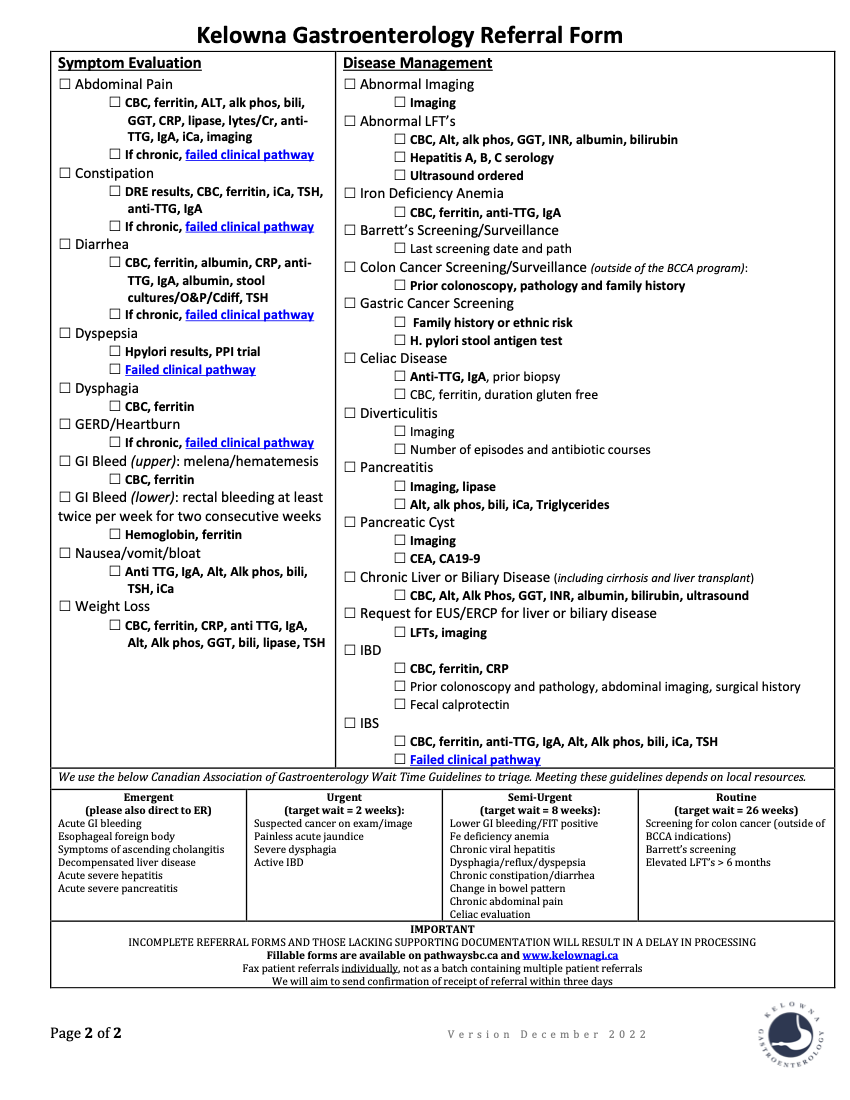 Kelowna Gastroenterology Referral Form
Symptom Evaluation
☐ Abdominal Pain
☐ CBC, ferritin, ALT, alk phos, bili,
GGT, CRP, lipase, lytes/Cr, anti-
TTG, IgA, iCa, imaging
☐ If chronic, failed clinical pathway
☐ Constipation
☐ DRE results, CBC, ferritin, iCa, TSH,
anti-TTG, IgA
☐ If chronic, failed clinical pathway
☐ Diarrhea
☐ CBC, ferritin, albumin, CRP, anti-
TTG, IgA, albumin, stool
cultures/O&P/Cdiff, TSH
☐ If chronic, failed clinical pathway
☐ Dyspepsia
☐ Hpylori results, PPI trial
☐ Failed clinical pathway
☐ Dysphagia
☐ CBC, ferritin
☐ GERD/Heartburn
☐ If chronic, failed clinical pathway
☐ GI Bleed (upper): melena/hematemesis
☐ CBC, ferritin
☐ GI Bleed (lower): rectal bleeding at least
twice per week for two consecutive weeks
☐ Hemoglobin, ferritin
☐ Nausea/vomit/bloat
☐ Anti TTG, IgA, Alt, Alk phos, bili,
TSH, iCa
☐ Weight Loss
☐ CBC, ferritin, CRP, anti TTG, IgA,
Alt, Alk phos, GGT, bili, lipase, TSH
Disease Management
☐ Abnormal Imaging
☐ Imaging
☐ Abnormal LFT's
☐ CBC, Alt, alk phos, GGT, INR, albumin, bilirubin
☐ Hepatitis A, B, C serology
☐ Ultrasound ordered
☐ Iron Deficiency Anemia
☐ CBC, ferritin, anti-TTG, IgA
☐ Barrett's Screening/Surveillance
☐ Last screening date and path
☐ Colon Cancer Screening/Surveillance (outside of the BCCA program):
☐ Prior colonoscopy, pathology and family history
☐ Gastric Cancer Screening
☐ Family history or ethnic risk
☐ H. pylori stool antigen test
☐ Celiac Disease
☐ Anti-TTG, IgA, prior biopsy
☐ CBC, ferritin, duration gluten free
☐ Diverticulitis
☐ Imaging
☐ Number of episodes and antibiotic courses
☐ Pancreatitis
☐ Imaging, lipase
☐ Alt, alk phos, bili, iCa, Triglycerides
☐ Pancreatic Cyst
☐ Imaging
☐ CEA, CA19-9
☐ Chronic Liver or Biliary Disease (including cirrhosis and liver transplant)
☐ CBC, Alt, Alk Phos, GGT, INR, albumin, bilirubin, ultrasound
☐ Request for EUS/ERCP for liver or biliary disease
☐ LFTs, imaging
☐ IBD
☐ CBC, ferritin, CRP
☐ Prior colonoscopy and pathology, abdominal imaging, surgical history
☐ Fecal calprotectin
☐ IBS
☐ CBC, ferritin, anti-TTG, IgA, Alt, Alk phos, bili, iCa, TSH
☐ Failed clinical pathway
We use the below Canadian Association of Gastroenterology Wait Time Guidelines to triage. Meeting these guidelines depends on local resources.
Emergent
(please also direct to ER)
Acute GI bleeding
Esophageal foreign body
Symptoms of ascending cholangitis
Decompensated liver disease
Acute severe hepatitis
Acute severe pancreatitis
Urgent
(target wait = 2 weeks):
Suspected cancer on exam/image
Painless acute jaundice
Severe dysphagia
Active IBD
Semi-Urgent
(target wait = 8 weeks):
Lower GI bleeding/FIT positive
Fe deficiency anemia
Chronic viral hepatitis
Dysphagia/reflux/dyspepsia
Chronic constipation/diarrhea
Change in bowel pattern
Chronic abdominal pain
Celiac evaluation
Routine
(target wait = 26 weeks)
Screening for colon cancer (outside of
BCCA indications)
Barrett's screening
Elevated LFT's > 6 months
IMPORTANT
INCOMPLETE REFERRAL FORMS AND THOSE LACKING SUPPORTING DOCUMENTATION WILL RESULT IN A DELAY IN PROCESSING
Fillable forms are available on pathwaysbc.ca and www.kelownagi.ca
Fax patient referrals individually, not as a batch containing multiple patient referrals
We will aim to send confirmation of receipt of referral within three days
Page 2 of 2
Version December 2022
KELOWNA
GASTROENTEROLOGY